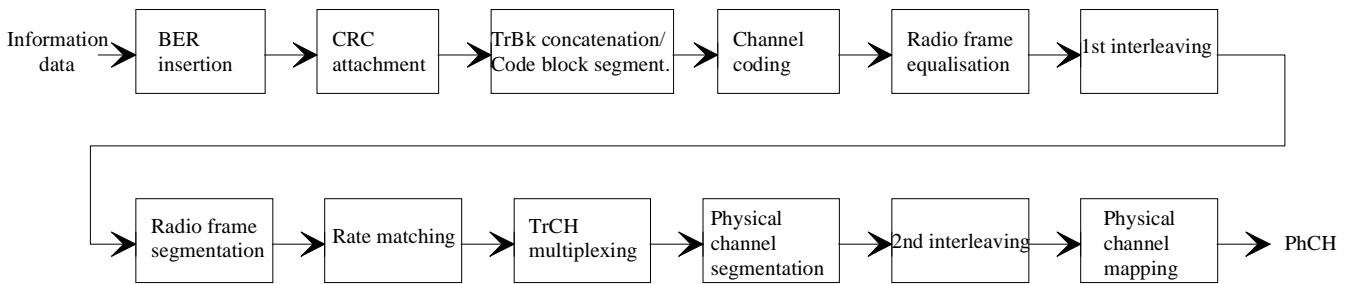 Information
data
BER
insertion
CRC
attachment
TrBk concatenation/
Code block segment.
Channel
coding
Radio frame
equalisation
1st interleaving
Radio frame
segmentation
Rate matching
TrCH
multiplexing
Physical
channel
segmentation
2nd interleaving
Physical
channel
mapping
PhCH